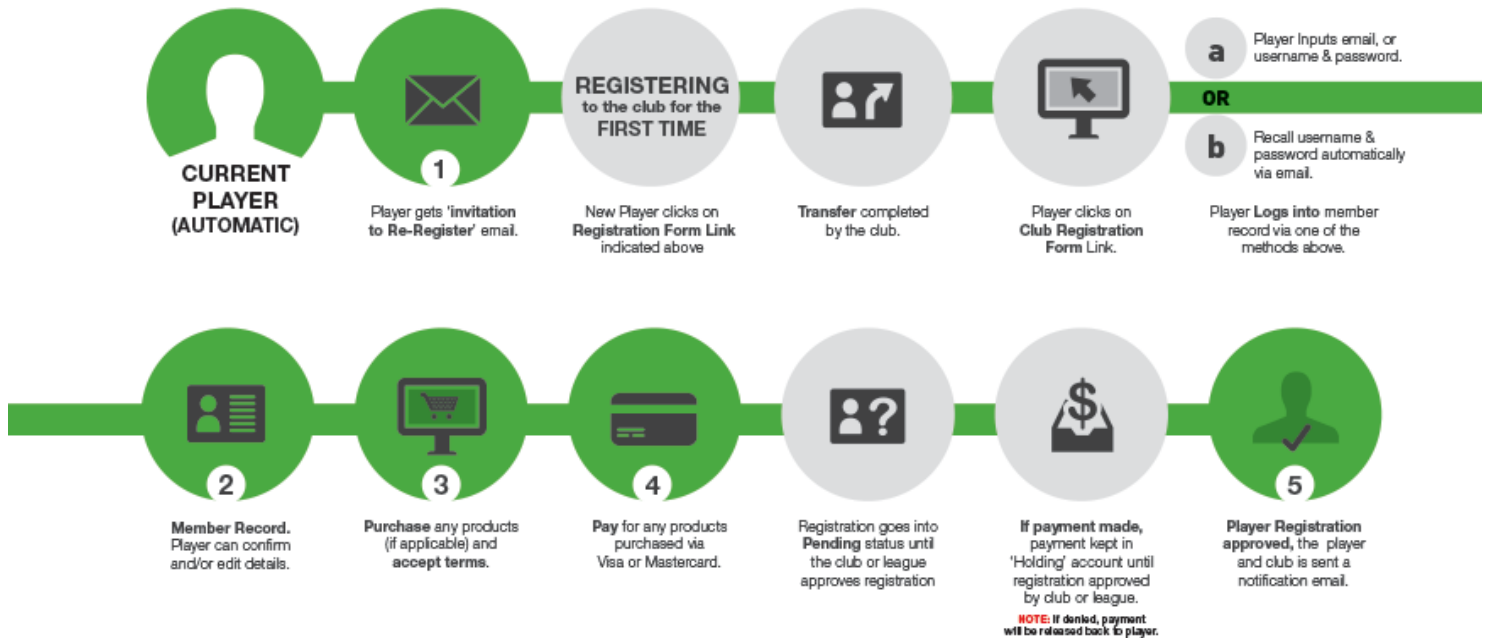 CURRENT
PLAYER
(AUTOMATIC)
1
Player gets 'invitation
to Re-Register' email.
REGISTERING
to the club for the
FIRST TIME
New Player clicks on
Registration Form Link
indicated above
Transfer completed
by the club.
Player clicks on
Club Registration
Form Link.
a
Player Inputs email, or
username & password.
OR
b
Recall username &
password automatically
via email.
Player Logs into member
record via one of the
methods above.
2
Member Record.
Player can confirm
and/or edit details.
3
Purchase any products
(if applicable) and
accept terms.
4
Pay for any products
purchased via
Visa or Mastercard.
?
Registration goes into
Pending status until
the club or league
approves registration
$
If payment made,
payment kept in
'Holding' account until
registration approved
by club or league.
NOTE: If denied, payment
will be released back to player.
5
Player Registration
approved, the player
and club is sent a
notification email.